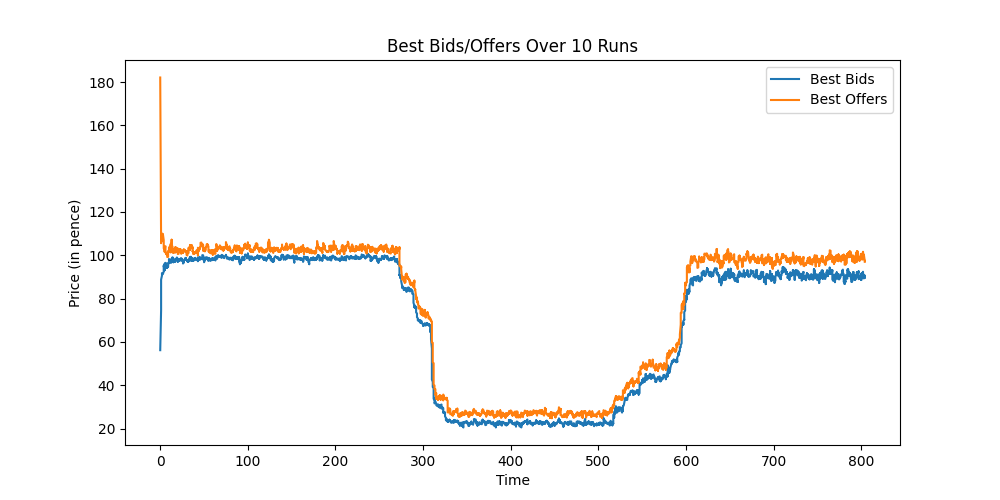 Best Bids/Offers Over 10 Runs
Best Bids
Best Offers
Price (in pence)
180
160
140
120
100
80
60
40
20
0 100 200 300 400 500 600 700 800
Time